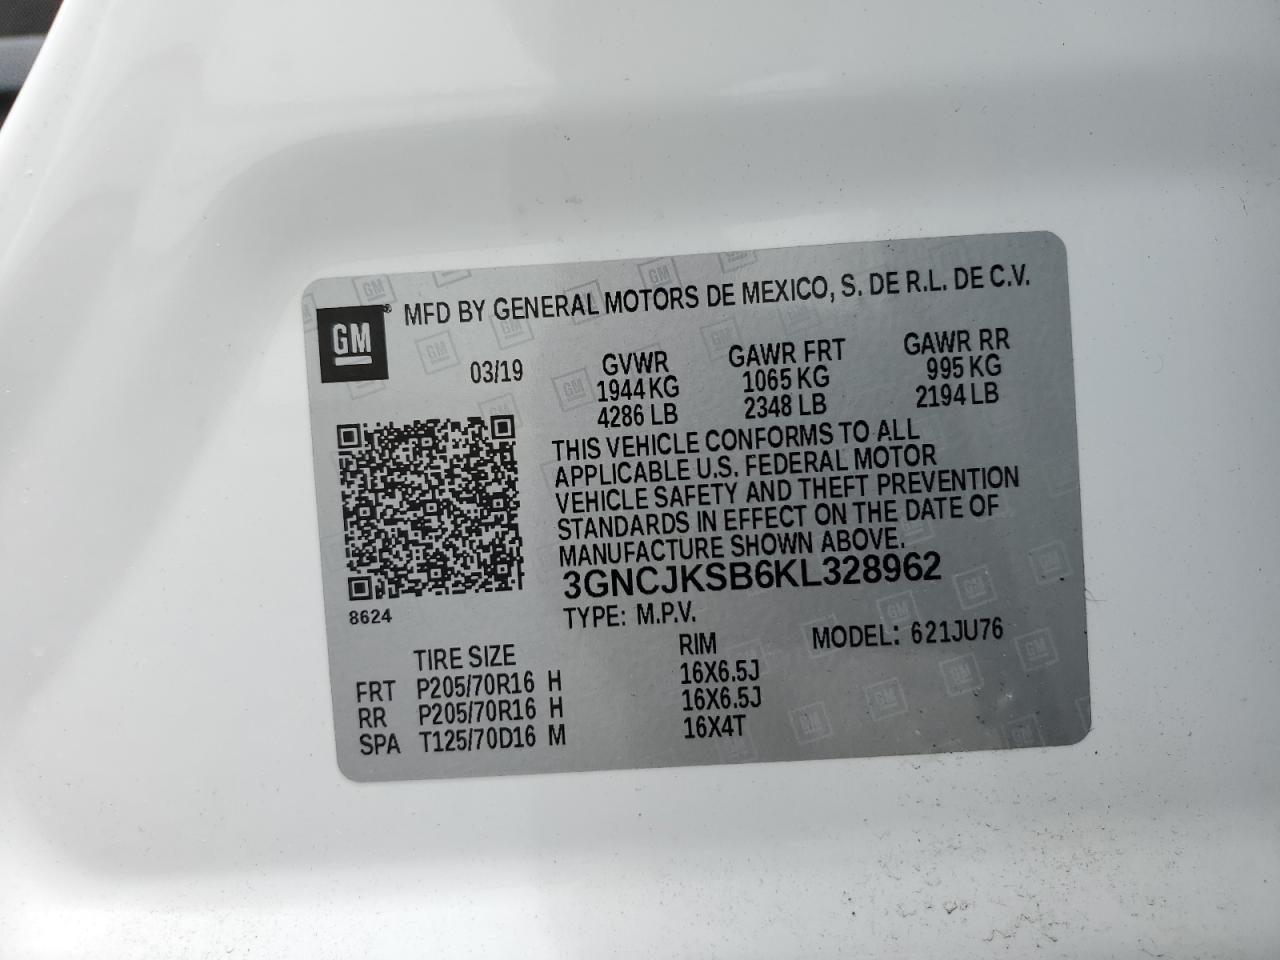 GM ® MFD BY GENERAL MOTORS DE MEXICO, S. DE R.L. DE C.V.
03/19 GVWR GAWR FRT GAWR RR
1944 KG 1065 KG 995 KG
4286 LB 2348 LB 2194 LB
THIS VEHICLE CONFORMS TO ALL
APPLICABLE U.S. FEDERAL MOTOR
VEHICLE SAFETY AND THEFT PREVENTION
STANDARDS IN EFFECT ON THE DATE OF
MANUFACTURE SHOWN ABOVE.
3GNCJKSB6KL328962
8624
TYPE: M.P.V.
MODEL: 621JU76
TIRE SIZE RIM
FRT P205/70R16 H 16X6.5J
RR P205/70R16 H 16X6.5J
SPA T125/70D16 M 16X4T